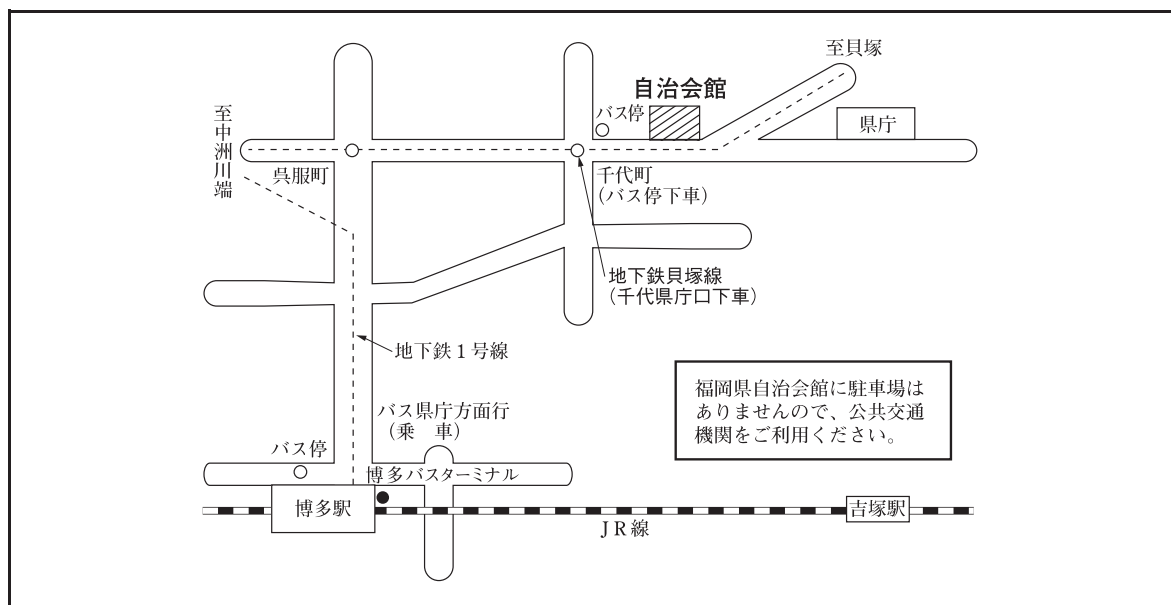 至貝塚
自治会館
バス停
県庁
至中洲川端
呉服町
千代町
（バス停下車）
地下鉄貝塚線
（千代県庁口下車）
地下鉄１号線
福岡県自治会館に駐車場は
ありませんので、公共交通
機関をご利用ください。
バス県庁方面行
（乗　車）
バス停
博多バスターミナル
博多駅
吉塚駅
ＪＲ線